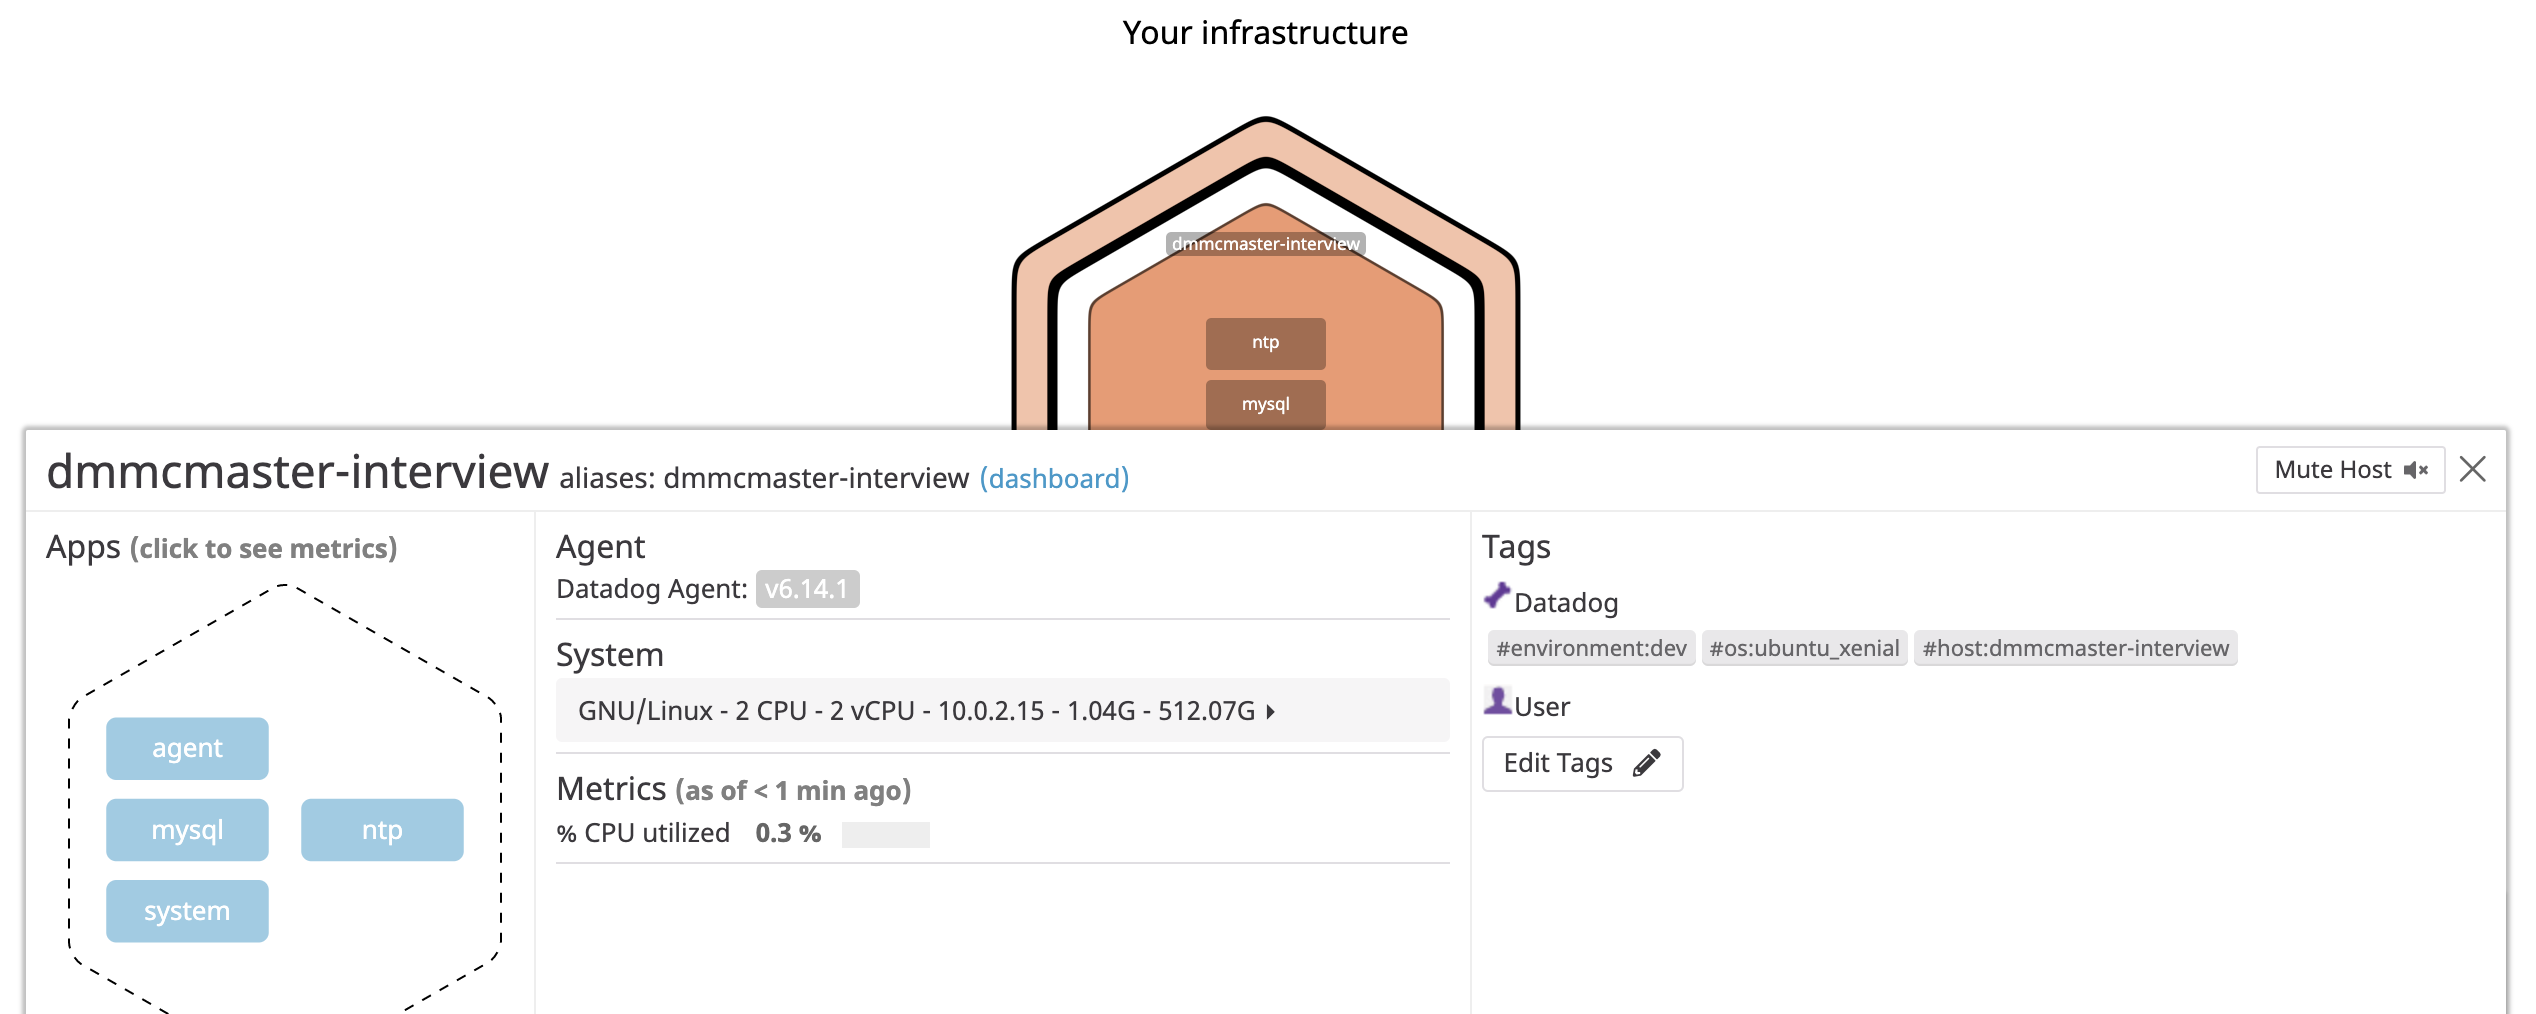 Your infrastructure
dmmcmaster-interview
ntp
mysql
dmmcmaster-interview aliases: dmmcmaster-interview (dashboard)
Mute Host
Apps (click to see metrics)
agent
mysql
ntp
system
Agent
Datadog Agent: v6.14.1
System
GNU/Linux - 2 CPU - 2 vCPU - 10.0.2.15 - 1.04G - 512.07G
Metrics (as of < 1 min ago)
% CPU utilized 0.3 %
Tags
Datadog
#environment:dev #os:ubuntu_xenial #host:dmmcmaster-interview
User
Edit Tags